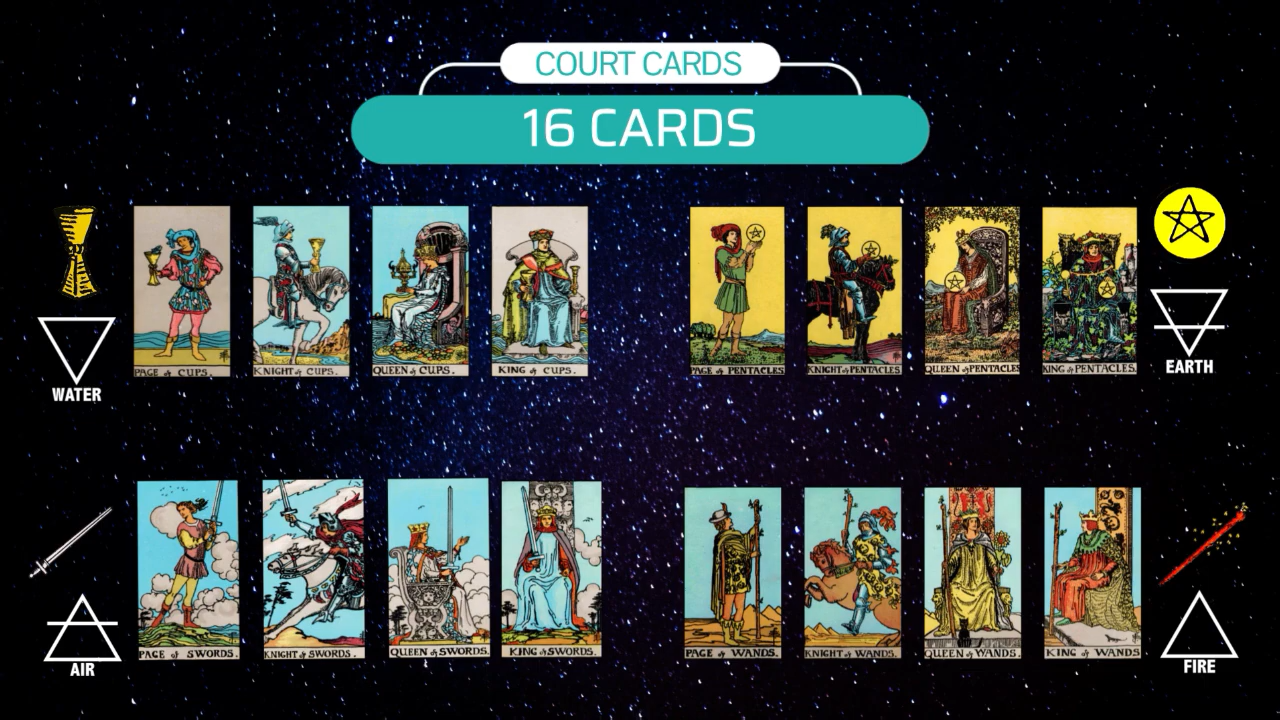 COURT CARDS
16 CARDS
PAGE of CUPS.
KNIGHT of CUPS.
QUEEN of CUPS.
KING of CUPS.
WATER
PAGE of PENTACLES
KNIGHT of PENTACLES
QUEEN of PENTACLES
KING of PENTACLES.
EARTH
PAGE of SWORDS.
KNIGHT of SWORDS.
QUEEN of SWORDS.
KING of SWORDS.
AIR
PAGE of WANDS.
KNIGHT of WANDS.
QUEEN of WANDS.
KING of WANDS
FIRE